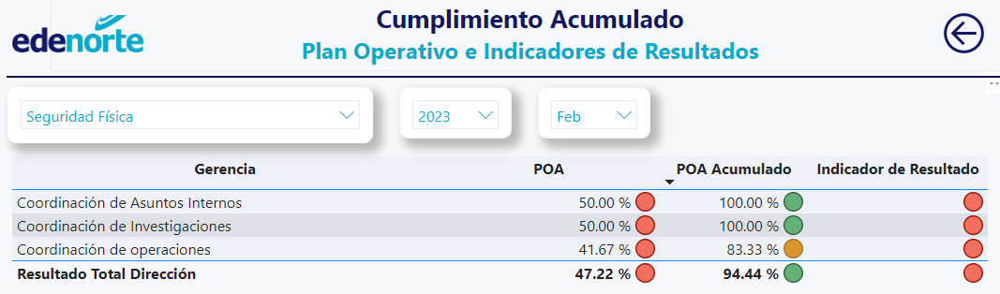 edenorte
Cumplimiento Acumulado
Plan Operativo e Indicadores de Resultados
Seguridad Física 2023 Feb
Gerencia POA POA Acumulado Indicador de Resultado
Coordinación de Asuntos Internos 50.00 % 100.00 %
Coordinación de Investigaciones 50.00 % 100.00 %
Coordinación de operaciones 41.67 % 83.33 %
Resultado Total Dirección 47.22 % 94.44 %